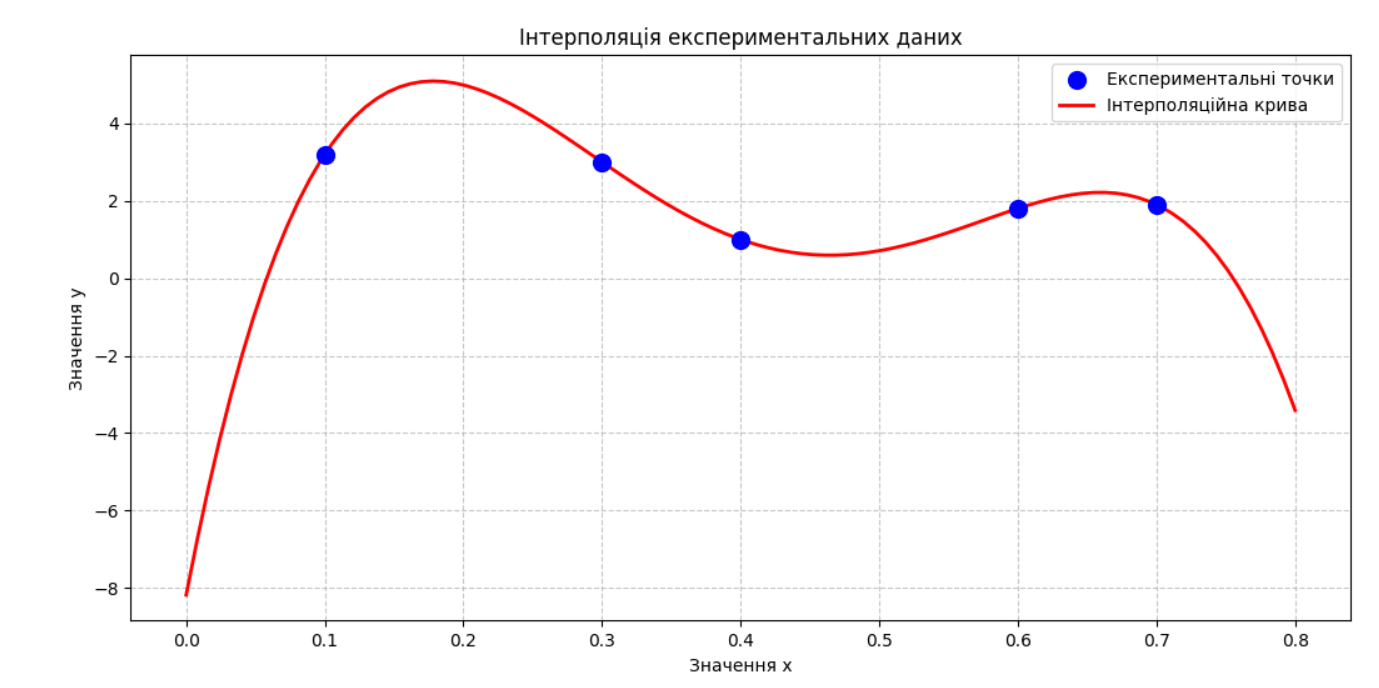 Інтерполяція експериментальних даних
Експериментальні точки
Інтерполяційна крива
Значення y
4
2
0
−2
−4
−6
−8
0.0 0.1 0.2 0.3 0.4 0.5 0.6 0.7 0.8
Значення x